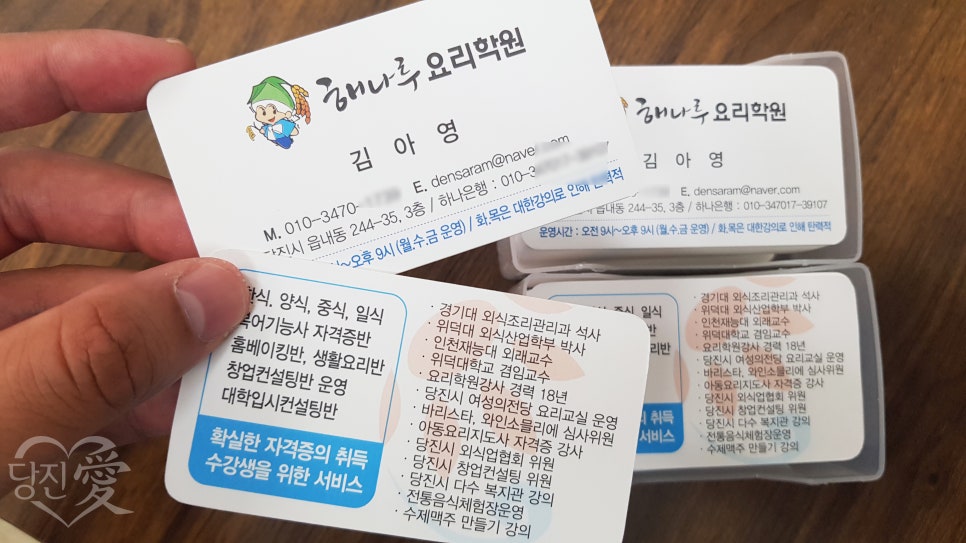 해나루요리학원
김 아 영
M. 010-3470- E. densaram@naver.com
당진시 읍내동 244-35, 3층 / 하나은행 : 010-3
오후 9시 (월,수,금 운영) / 화,목은 대한강의로 인해 탄력적
한식, 양식, 중식, 일식
복어기능사 자격증반
홈베이킹반, 생활요리반
창업컨설팅반 운영
대학입시컨설팅반
확실한 자격증의 취득
수강생을 위한 서비스
· 경기대 외식조리관리과 석사
· 위덕대 외식산업학부 박사
· 인천재능대 외래교수
· 위덕대학교 겸임교수
· 요리학원강사 경력 18년
· 당진시 여성의전당 요리교실 운영
· 바리스타, 와인소믈리에 심사위원
· 아동요리지도사 자격증 강사
· 당진시 외식업협회 위원
· 당진시 창업컨설팅 위원
· 당진시 다수 복지관 강의
· 전통음식체험장운영
· 수제맥주 만들기 강의
해나루요리학원
김 아 영
E. densaram@naver.com
읍내동 244-35, 3층 / 하나은행 : 010-347017-39107
운영시간 : 오전 9시~오후 9시 (월,수,금 운영) / 화,목은 대한강의로 인해 탄력적
중식, 일식
취득
서비스
· 경기대 외식조리관리과 석사
· 위덕대 외식산업학부 박사
· 인천재능대 외래교수
· 위덕대학교 겸임교수
· 요리학원강사 경력 18년
· 당진시 여성의전당 요리교실 운영
· 바리스타, 와인소믈리에 심사위원
· 아동요리지도사 자격증 강사
· 당진시 외식업협회 위원
· 당진시 창업컨설팅 위원
· 당진시 다수 복지관 강의
· 전통음식체험장운영
· 수제맥주 만들기 강의
당진愛